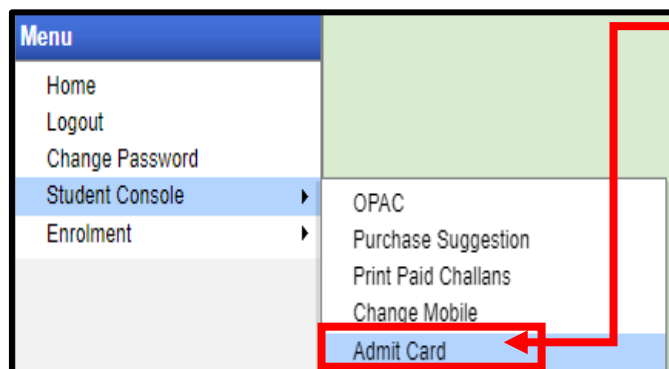 Menu
Home
Logout
Change Password
Student Console
Enrolment
OPAC
Purchase Suggestion
Print Paid Challans
Change Mobile
Admit Card